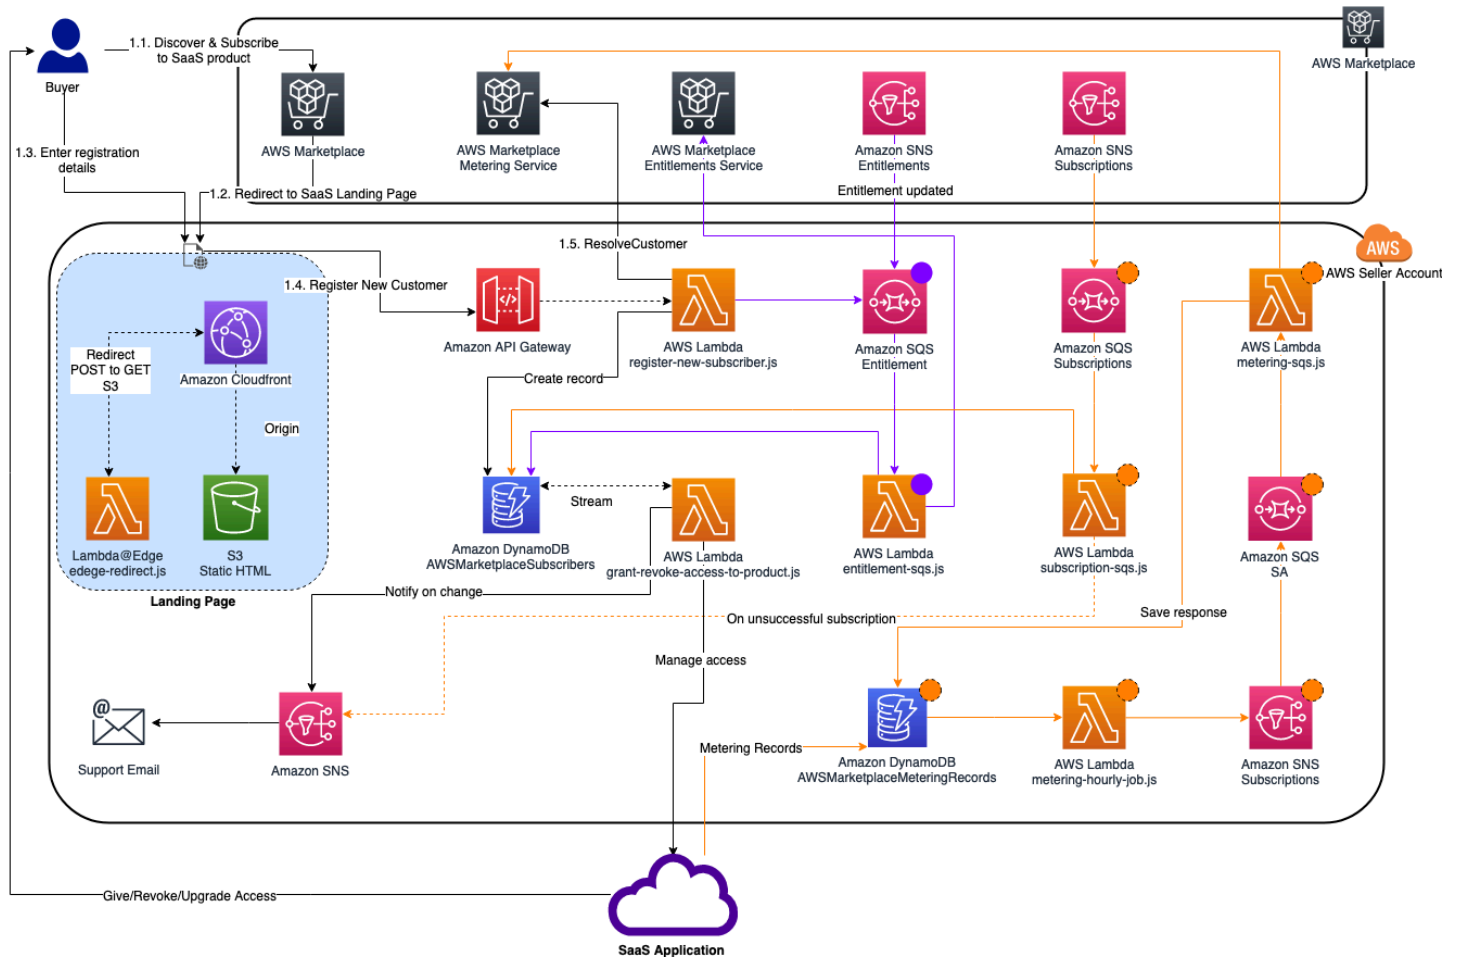 1.1. Discover & Subscribe
to SaaS product
Buyer
AWS Marketplace
AWS Marketplace
AWS Marketplace
Metering Service
AWS Marketplace
Entitlements Service
Amazon SNS
Entitlements
Amazon SNS
Subscriptions
1.3. Enter registration
details
1.2. Redirect to SaaS Landing Page
Entitlement updated
1.5. ResolveCustomer
AWS
AWS Seller Account
1.4. Register New Customer
Amazon API Gateway
AWS Lambda
register-new-subscriber.js
Amazon SQS
Entitlement
Amazon SQS
Subscriptions
AWS Lambda
metering-sqs.js
Redirect
POST to GET
S3
Amazon Cloudfront
Create record
Origin
Stream
Lambda@Edge
edege-redirect.js
S3
Static HTML
Landing Page
Amazon DynamoDB
AWSMarketplaceSubscribers
AWS Lambda
grant-revoke-access-to-product.js
AWS Lambda
entitlement-sqs.js
AWS Lambda
subscription-sqs.js
Amazon SQS
SA
Notify on change
On unsuccessful subscription
Save response
Manage access
@
Support Email
Amazon SNS
Metering Records
Amazon DynamoDB
AWSMarketplaceMeteringRecords
AWS Lambda
metering-hourly-job.js
Amazon SNS
Subscriptions
Give/Revoke/Upgrade Access
SaaS Application